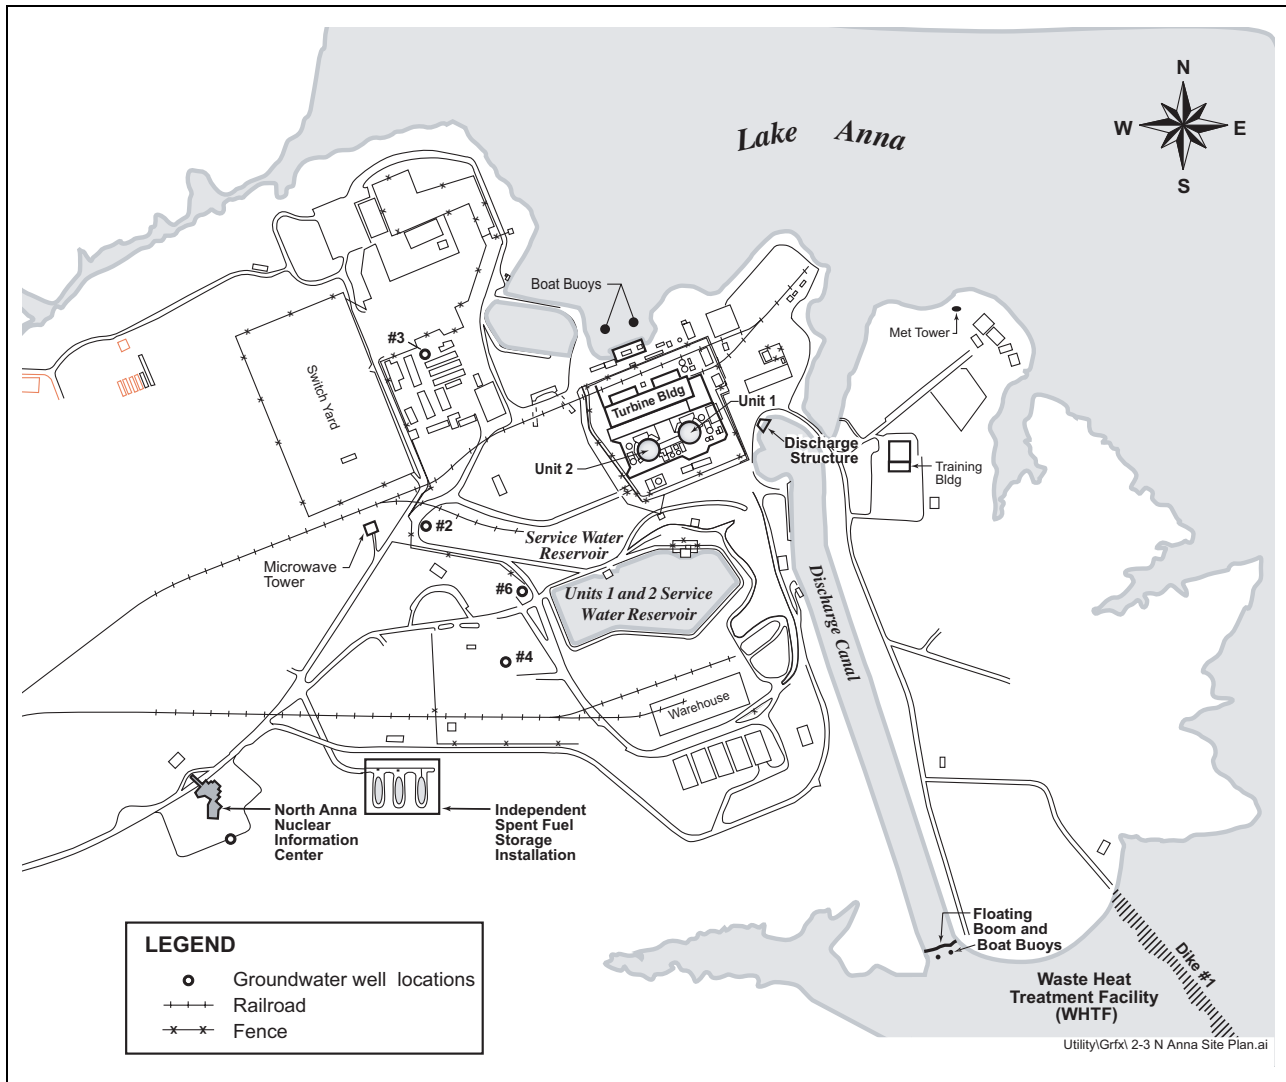 N
W E
S
Lake Anna
Boat Buoys
Met Tower
#3
Switch Yard
Turbine Bldg
Unit 1
Unit 2
Discharge
Structure
Training
Bldg
#2
Service Water
Reservoir
Microwave
Tower
#6
Units 1 and 2 Service
Water Reservoir
Discharge Canal
#4
Warehouse
North Anna
Nuclear
Information
Center
Independent
Spent Fuel
Storage
Installation
Floating
Boom and
Boat Buoys
Dike #1
Waste Heat
Treatment Facility
(WHTF)
LEGEND
Groundwater well locations
Railroad
Fence
Utility\Grfx\ 2-3 N Anna Site Plan.ai